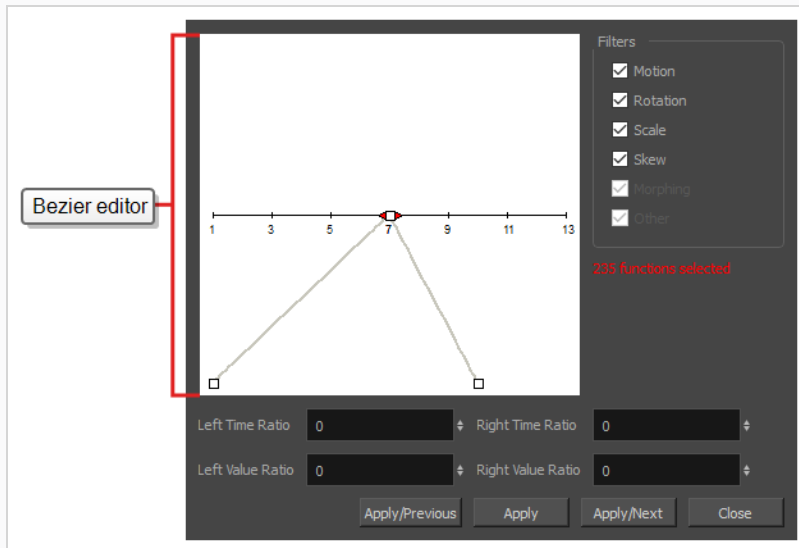 Filters
Motion
Rotation
Scale
Skew
Morphing
Other
235 functions selected
Bezier editor
1 3 5 7 9 11 13
Left Time Ratio 0 Right Time Ratio 0
Left Value Ratio 0 Right Value Ratio 0
Apply/Previous Apply Apply/Next Close